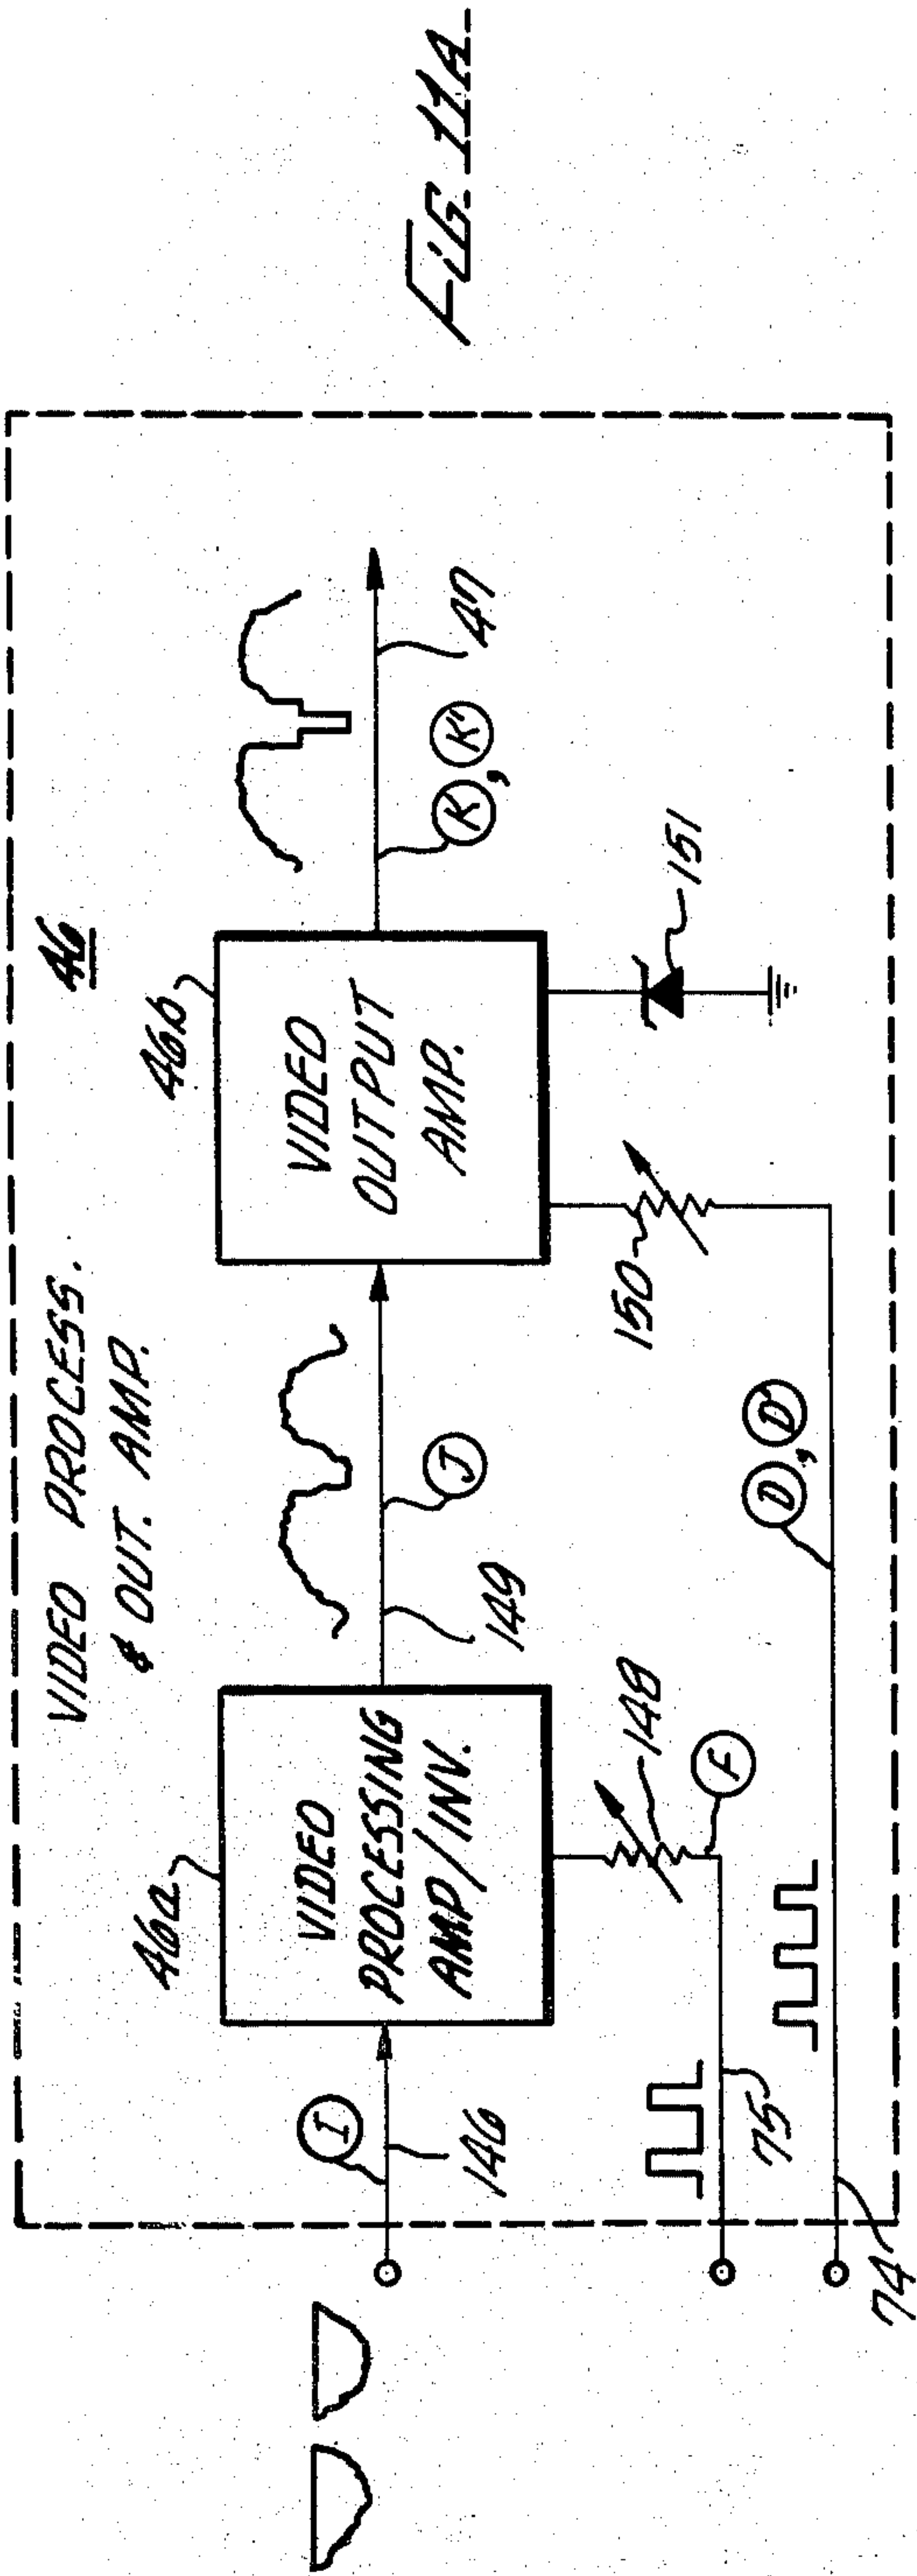 VIDEO PROCESS.
& OUT. AMP.
46
46a
VIDEO
PROCESSING
AMP/INV.
46b
VIDEO
OUTPUT
AMP.
I
146
149
J
K, K'
47
148
F
150
151
75
D, D'
74
FIG. 11A.